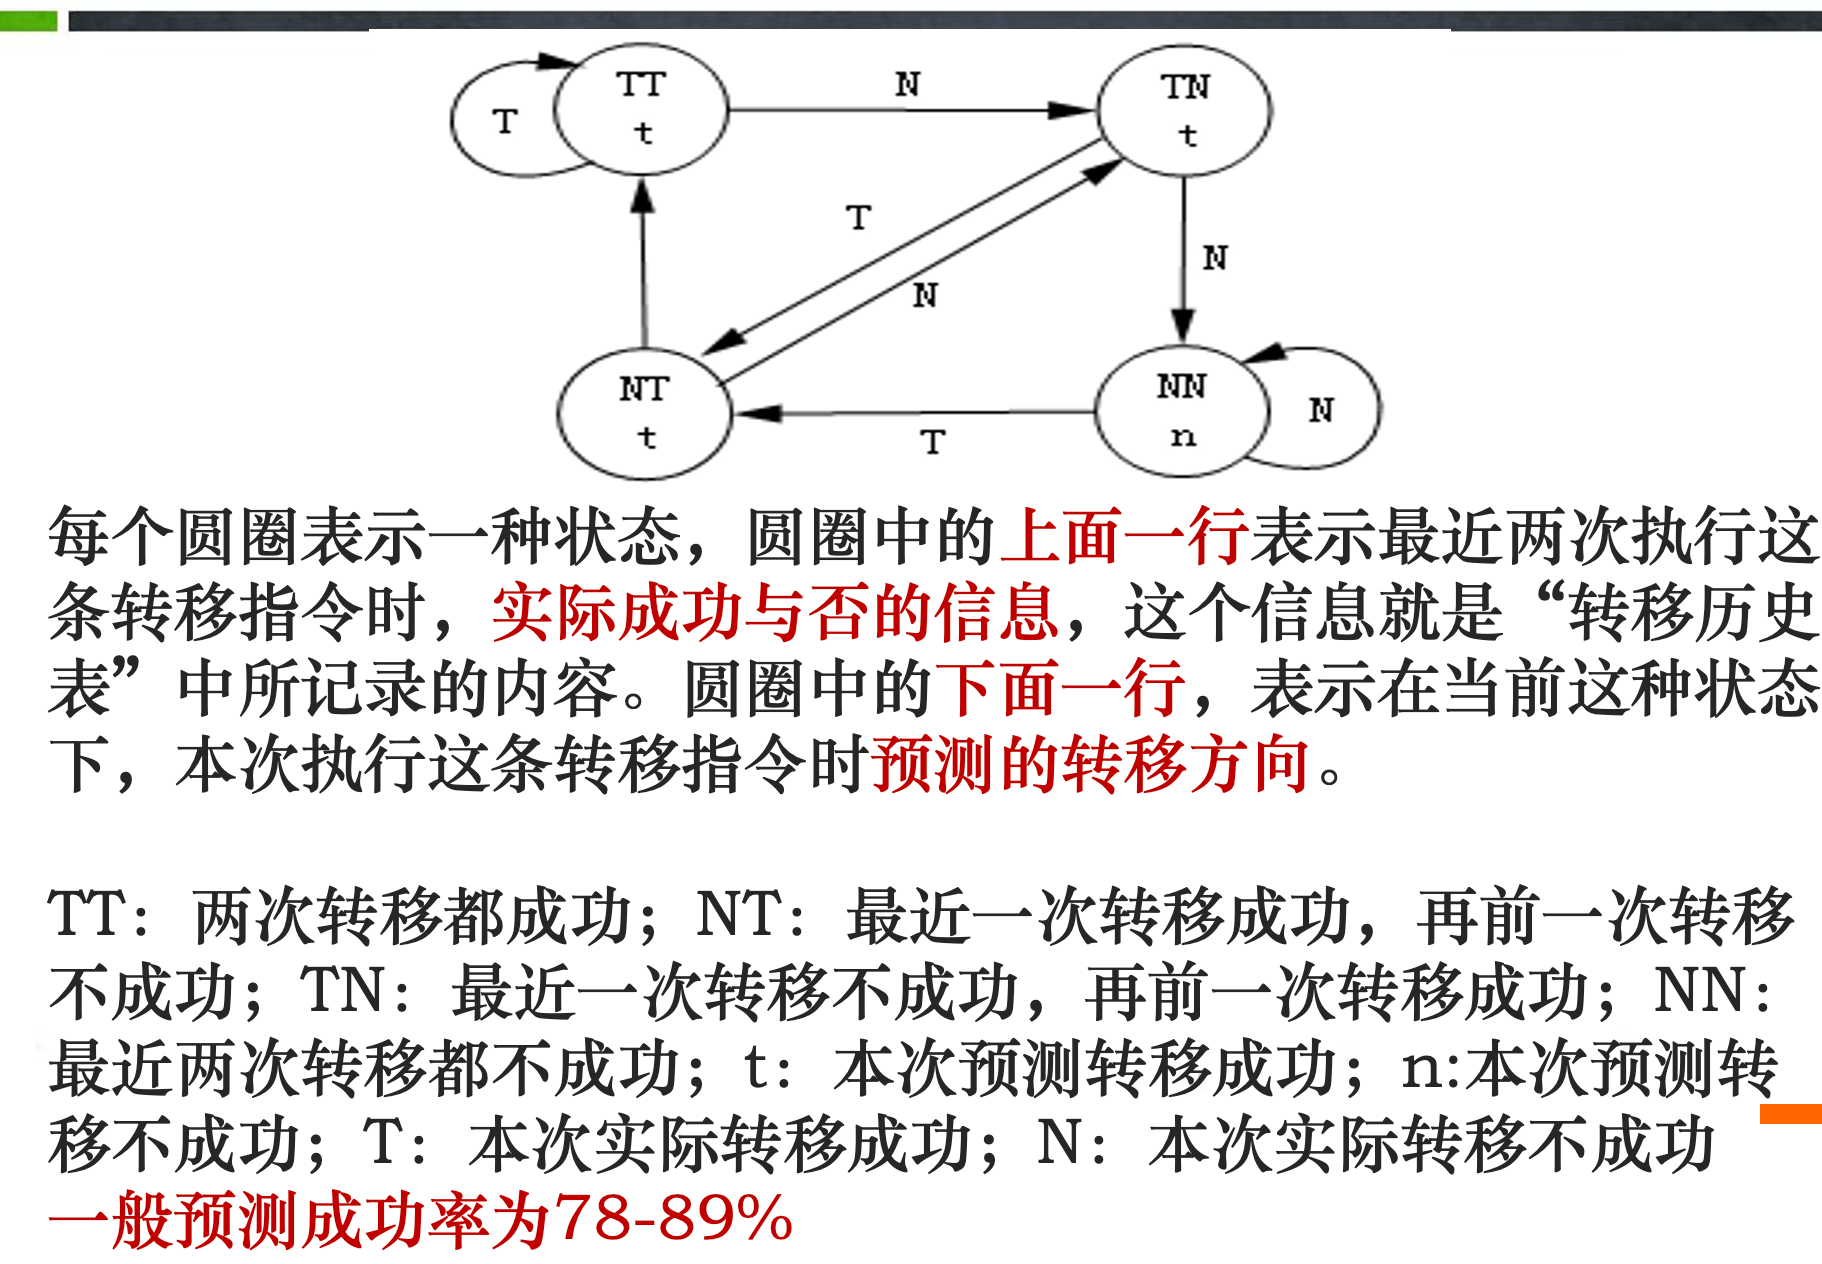 TT
t
T
N
TN
t
T
N
N
NT
t
T
NN
n
N
每个圆圈表示一种状态，圆圈中的上面一行表示最近两次执行这
条转移指令时，实际成功与否的信息，这个信息就是“转移历史
表”中所记录的内容。圆圈中的下面一行，表示在当前这种状态
下，本次执行这条转移指令时预测的转移方向。
TT：两次转移都成功；NT：最近一次转移成功，再前一次转移
不成功；TN：最近一次转移不成功，再前一次转移成功；NN：
最近两次转移都不成功；t：本次预测转移成功；n:本次预测转
移不成功；T：本次实际转移成功；N：本次实际转移不成功
一般预测成功率为78-89%